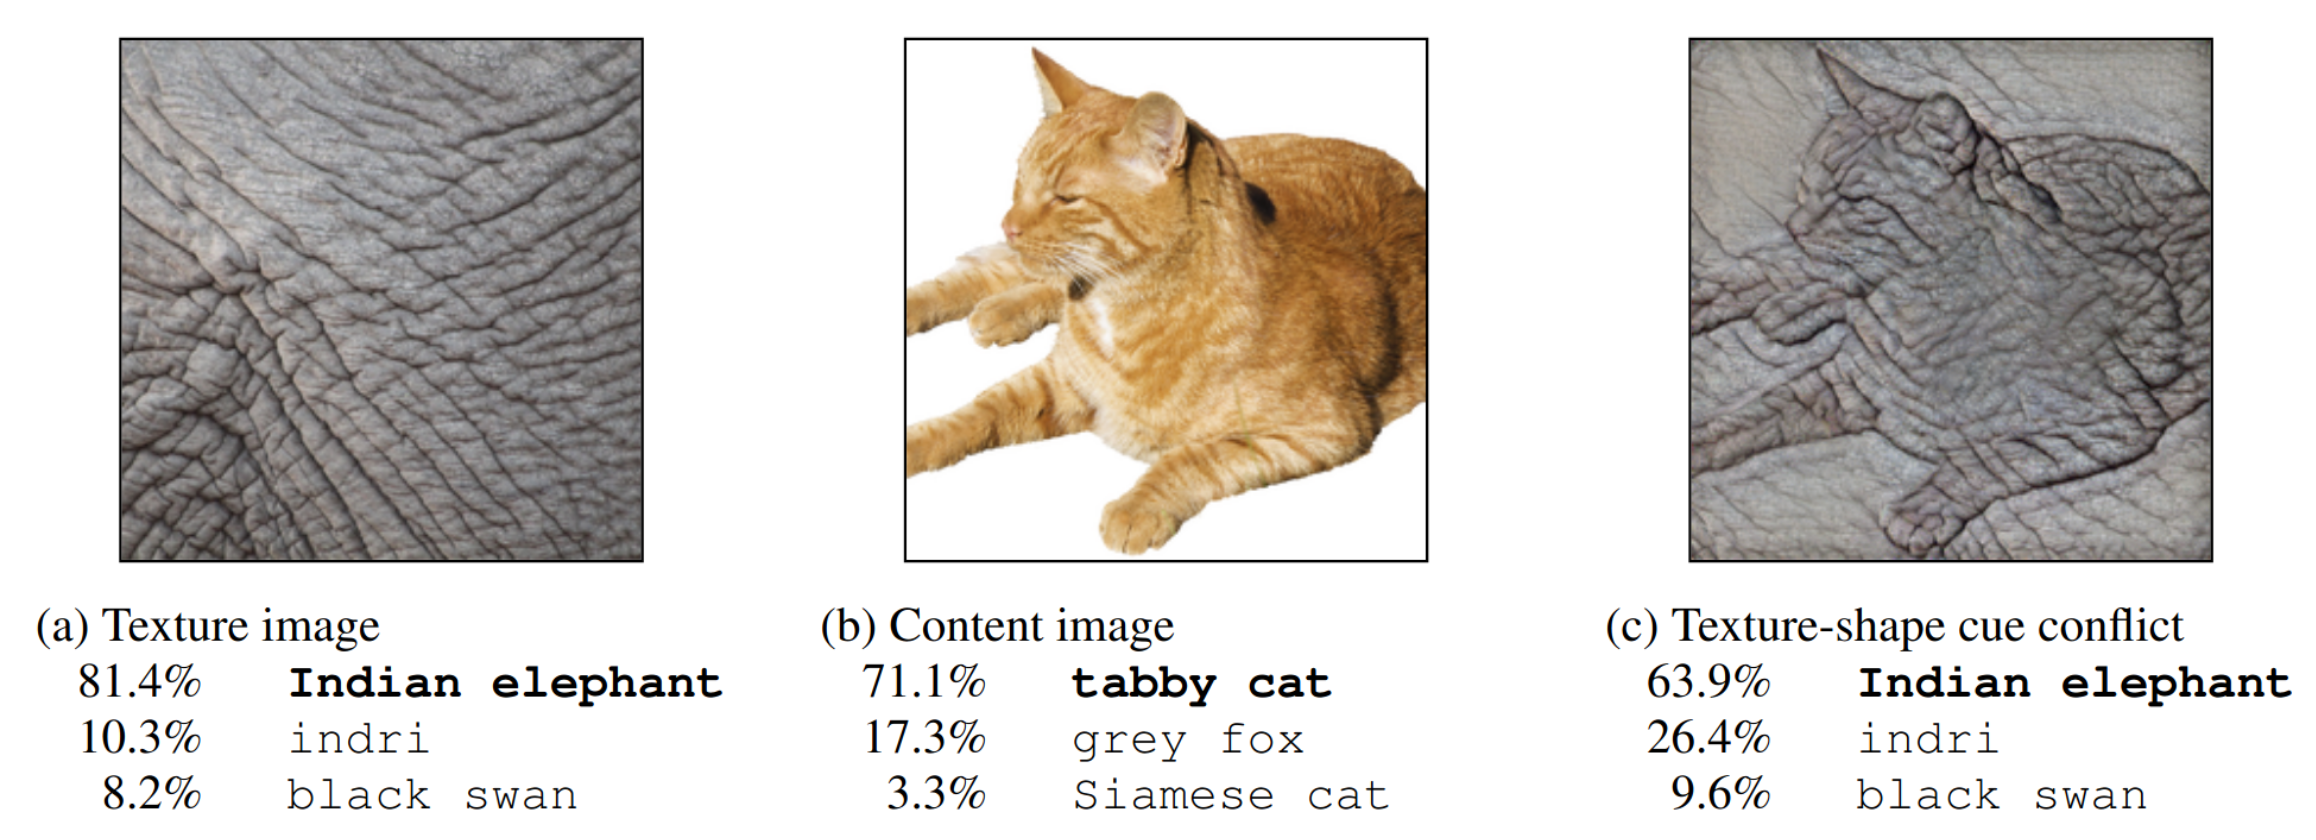 (a) Texture image
81.4% Indian elephant
10.3% indri
8.2% black swan
(b) Content image
71.1% tabby cat
17.3% grey fox
3.3% Siamese cat
(c) Texture-shape cue conflict
63.9% Indian elephant
26.4% indri
9.6% black swan